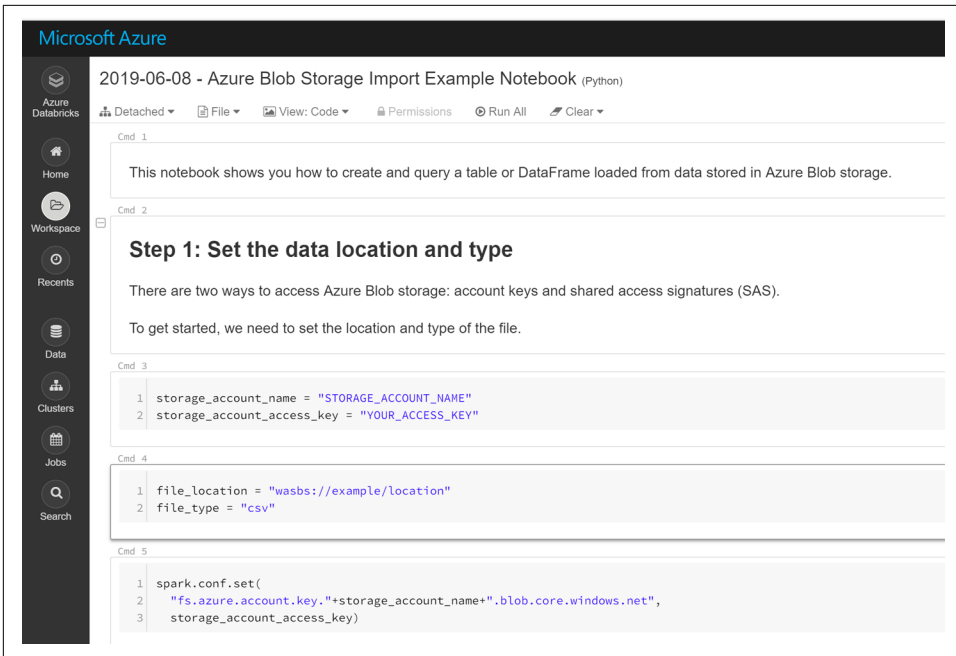 Microsoft Azure
Azure
Databricks
Home
Workspace
Recents
Data
Clusters
Jobs
Search
2019-06-08 - Azure Blob Storage Import Example Notebook (Python)
Detached File View: Code Permissions Run All Clear
Cmd 1
This notebook shows you how to create and query a table or DataFrame loaded from data stored in Azure Blob storage.
Cmd 2
Step 1: Set the data location and type
There are two ways to access Azure Blob storage: account keys and shared access signatures (SAS).
To get started, we need to set the location and type of the file.
Cmd 3
1 storage_account_name = "STORAGE_ACCOUNT_NAME"
2 storage_account_access_key = "YOUR_ACCESS_KEY"
Cmd 4
1 file_location = "wasbs://example/location"
2 file_type = "csv"
Cmd 5
1 spark.conf.set(
2 "fs.azure.account.key."+storage_account_name+".blob.core.windows.net",
3 storage_account_access_key)